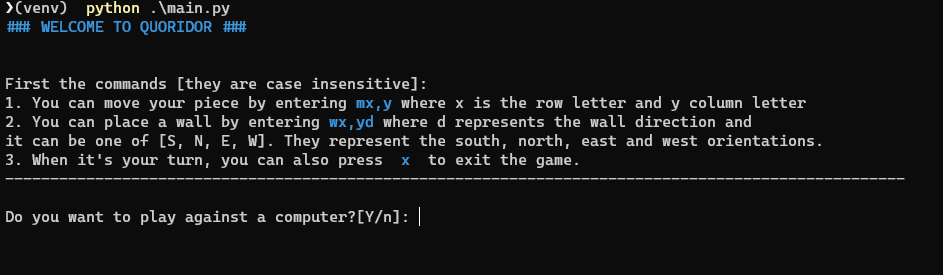 ❯(venv)  python .\main.py
### WELCOME TO QUORIDOR ###
First the commands [they are case insensitive]:
1. You can move your piece by entering mx,y where x is the row letter and y column letter
2. You can place a wall by entering wx,yd where d represents the wall direction and
it can be one of [S, N, E, W]. They represent the south, north, east and west orientations.
3. When it's your turn, you can also press  x  to exit the game.
____________________________________________________________________________________________________
Do you want to play against a computer?[Y/n]: